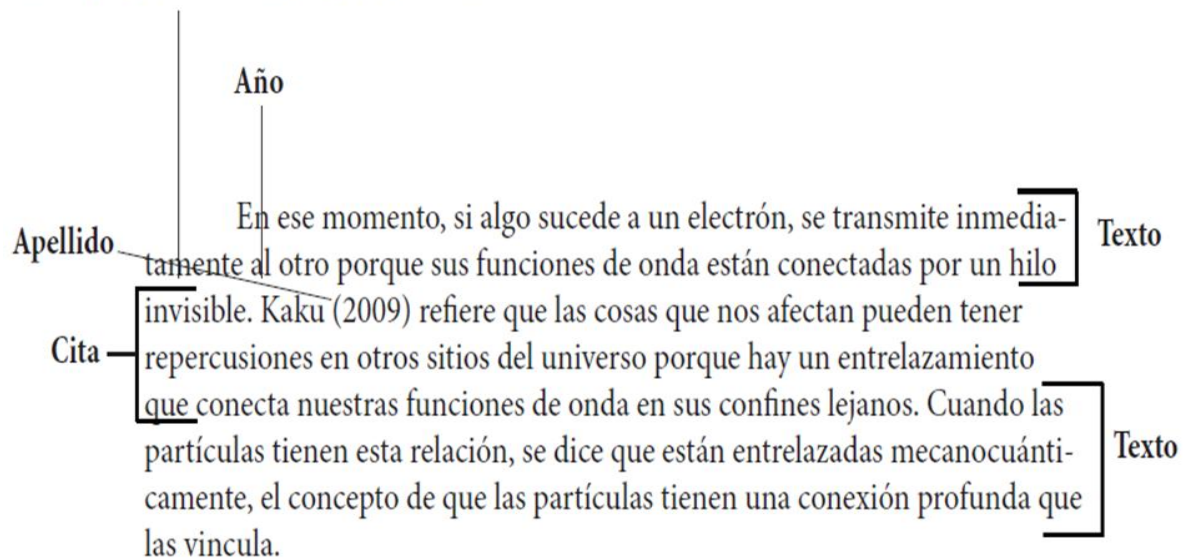 Año
En ese momento, si algo sucede a un electrón, se transmite inmedia-
Apellido
Texto
tamente al otro porque sus funciones de onda están conectadas por un hilo
invisible. Kaku (2009) refiere que las cosas que nos afectan pueden tener
Cita
repercusiones en otros sitios del universo porque hay un entrelazamiento
que conecta nuestras funciones de onda en sus confines lejanos. Cuando las
partículas tienen esta relación, se dice que están entrelazadas mecanocuánti-
Texto
camente, el concepto de que las partículas tienen una conexión profunda que
las vincula.